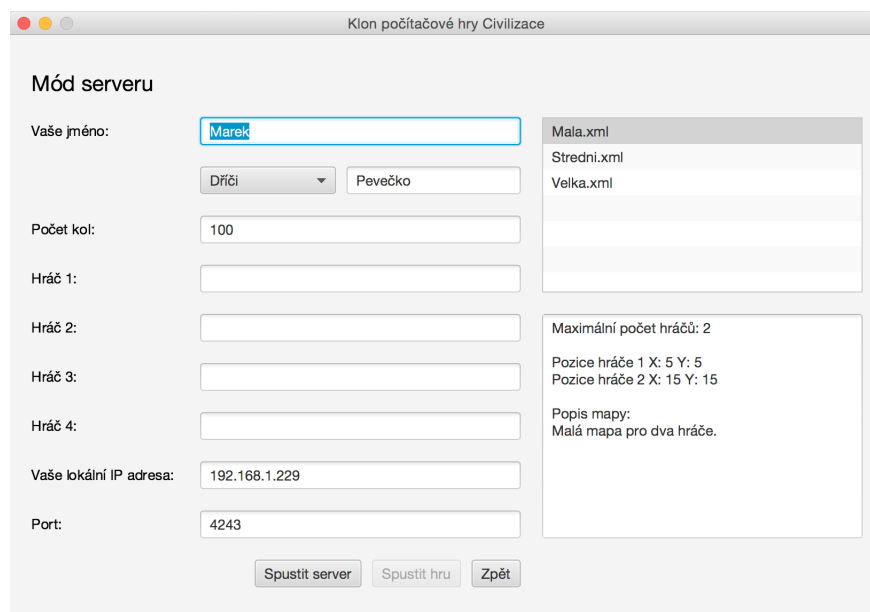 Klon počítačové hry Civilizace
Mód serveru
Vaše jméno:
Marek
Dříči
Pevečko
Počet kol:
100
Hráč 1:
Hráč 2:
Hráč 3:
Hráč 4:
Vaše lokální IP adresa:
192.168.1.229
Port:
4243
Spustit server
Spustit hru
Zpět
Mala.xml
Stredni.xml
Velka.xml
Maximální počet hráčů: 2
Pozice hráče 1 X: 5 Y: 5
Pozice hráče 2 X: 15 Y: 15
Popis mapy:
Malá mapa pro dva hráče.